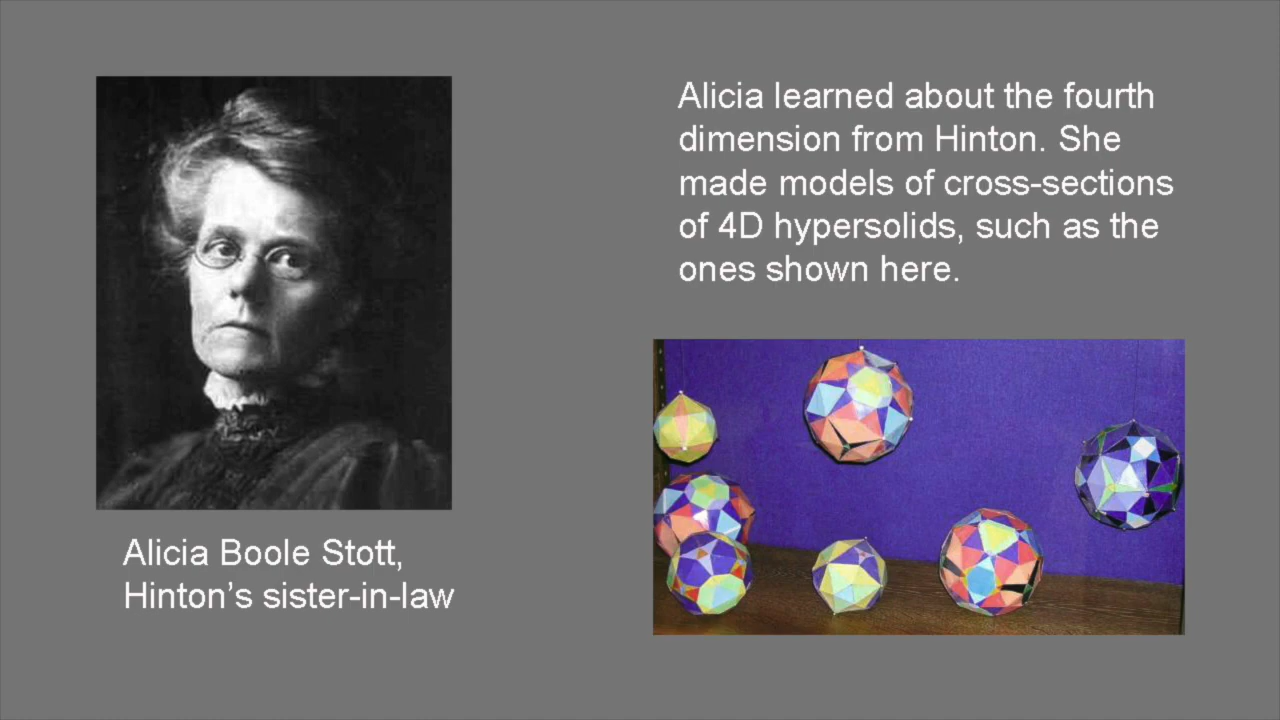 Alicia learned about the fourth
dimension from Hinton. She
made models of cross-sections
of 4D hypersolids, such as the
ones shown here.
Alicia Boole Stott,
Hinton’s sister-in-law